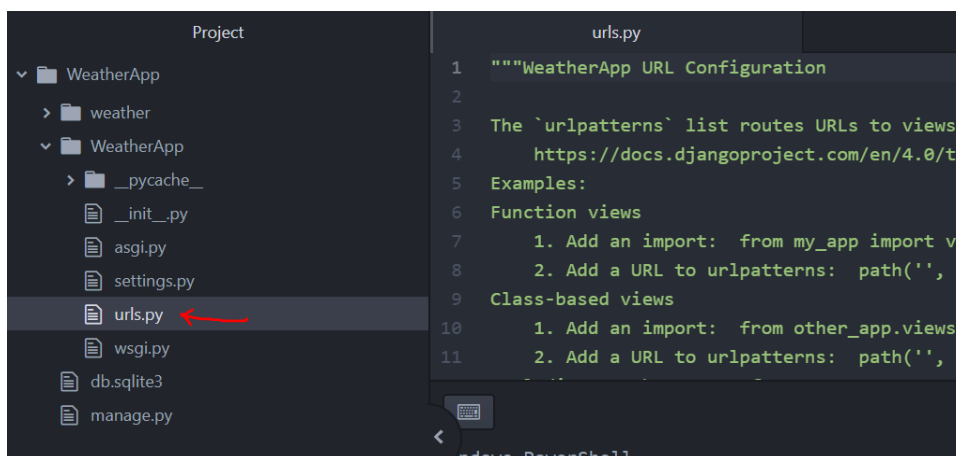 Project
WeatherApp
weather
WeatherApp
__pycache__
__init__.py
asgi.py
settings.py
urls.py
wsgi.py
db.sqlite3
manage.py
urls.py
1 """WeatherApp URL Configuration
2
3 The `urlpatterns` list routes URLs to views
4 https://docs.djangoproject.com/en/4.0/t
5 Examples:
6 Function views
7 1. Add an import: from my_app import v
8 2. Add a URL to urlpatterns: path('',
9 Class-based views
10 1. Add an import: from other_app.views
11 2. Add a URL to urlpatterns: path('',
PowerShell